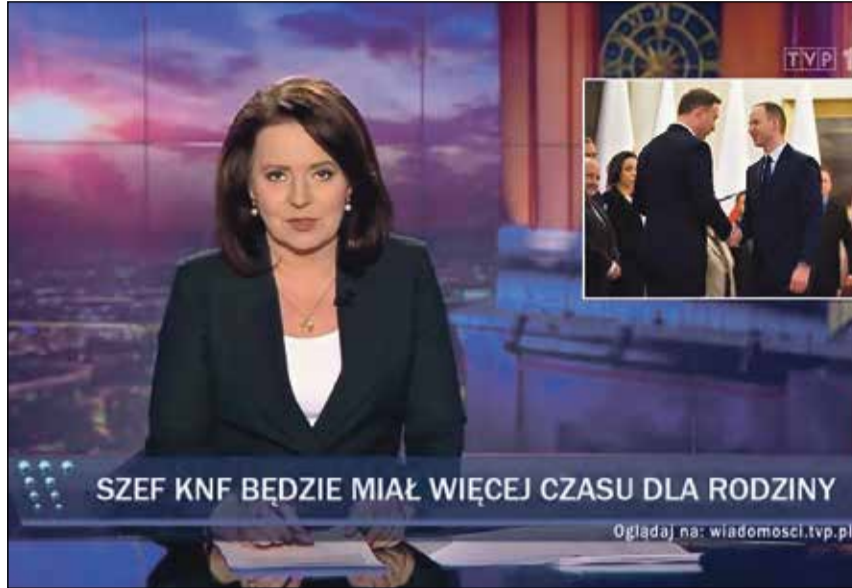 TVP 1
SZEF KNF BĘDZIE MIAŁ WIĘCEJ CZASU DLA RODZINY
Oglądaj na: wiadomosci.tvp.pl